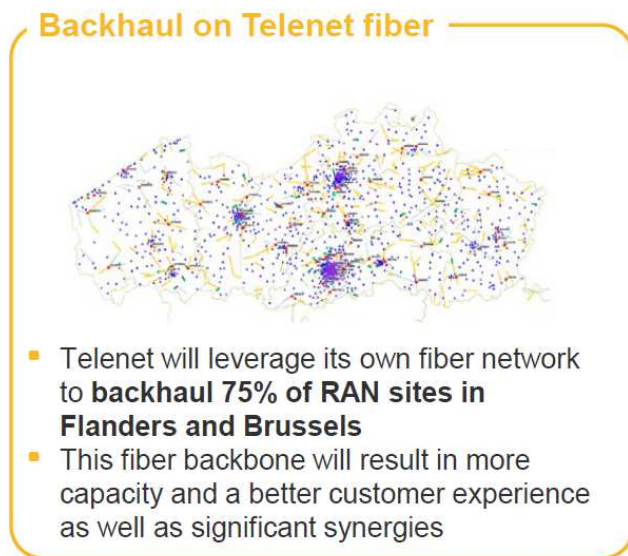 Backhaul on Telenet fiber
Telenet will leverage its own fiber network
to backhaul 75% of RAN sites in
Flanders and Brussels
This fiber backbone will result in more
capacity and a better customer experience
as well as significant synergies